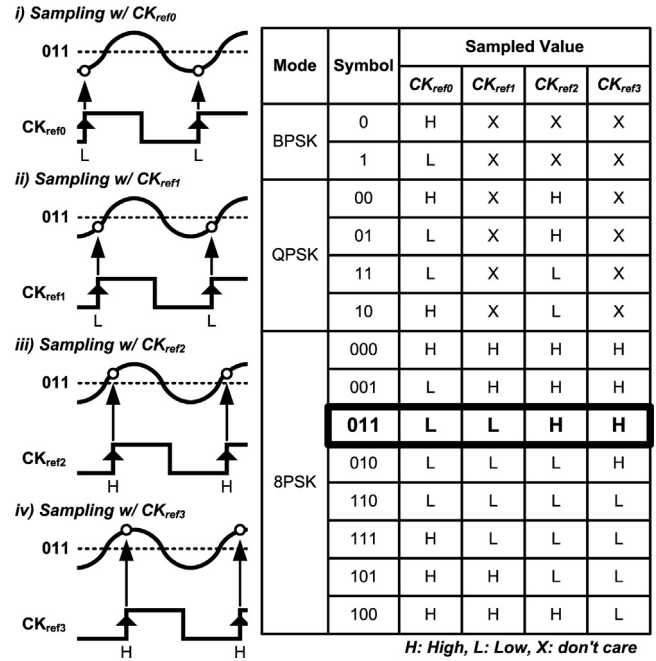 i) Sampling w/ CKref0
011
CKref0
L L
ii) Sampling w/ CKref1
011
CKref1
L L
iii) Sampling w/ CKref2
011
CKref2
H H
iv) Sampling w/ CKref3
011
CKref3
H H
Mode Symbol Sampled Value
CKref0 CKref1 CKref2 CKref3
BPSK
0 H X X X
1 L X X X
QPSK
00 H X H X
01 L X H X
11 L X L X
10 H X L X
8PSK
000 H H H H
001 L H H H
011 L L H H
010 L L L H
110 L L L L
111 H L L L
101 H H L L
100 H H H L
H: High, L: Low, X: don't care